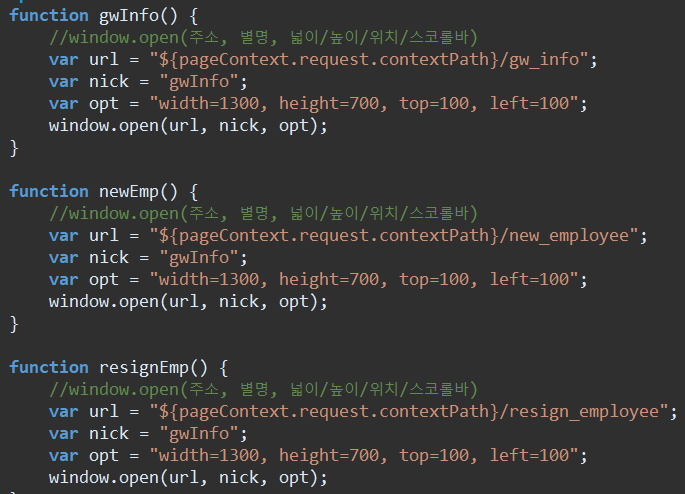 function gwInfo() {
//window.open(주소, 별명, 넓이/높이/위치/스코롤바)
var url = "${pageContext.request.contextPath}/gw_info";
var nick = "gwInfo";
var opt = "width=1300, height=700, top=100, left=100";
window.open(url, nick, opt);
}
function newEmp() {
//window.open(주소, 별명, 넓이/높이/위치/스코롤바)
var url = "${pageContext.request.contextPath}/new_employee";
var nick = "gwInfo";
var opt = "width=1300, height=700, top=100, left=100";
window.open(url, nick, opt);
}
function resignEmp() {
//window.open(주소, 별명, 넓이/높이/위치/스코롤바)
var url = "${pageContext.request.contextPath}/resign_employee";
var nick = "gwInfo";
var opt = "width=1300, height=700, top=100, left=100";
window.open(url, nick, opt);